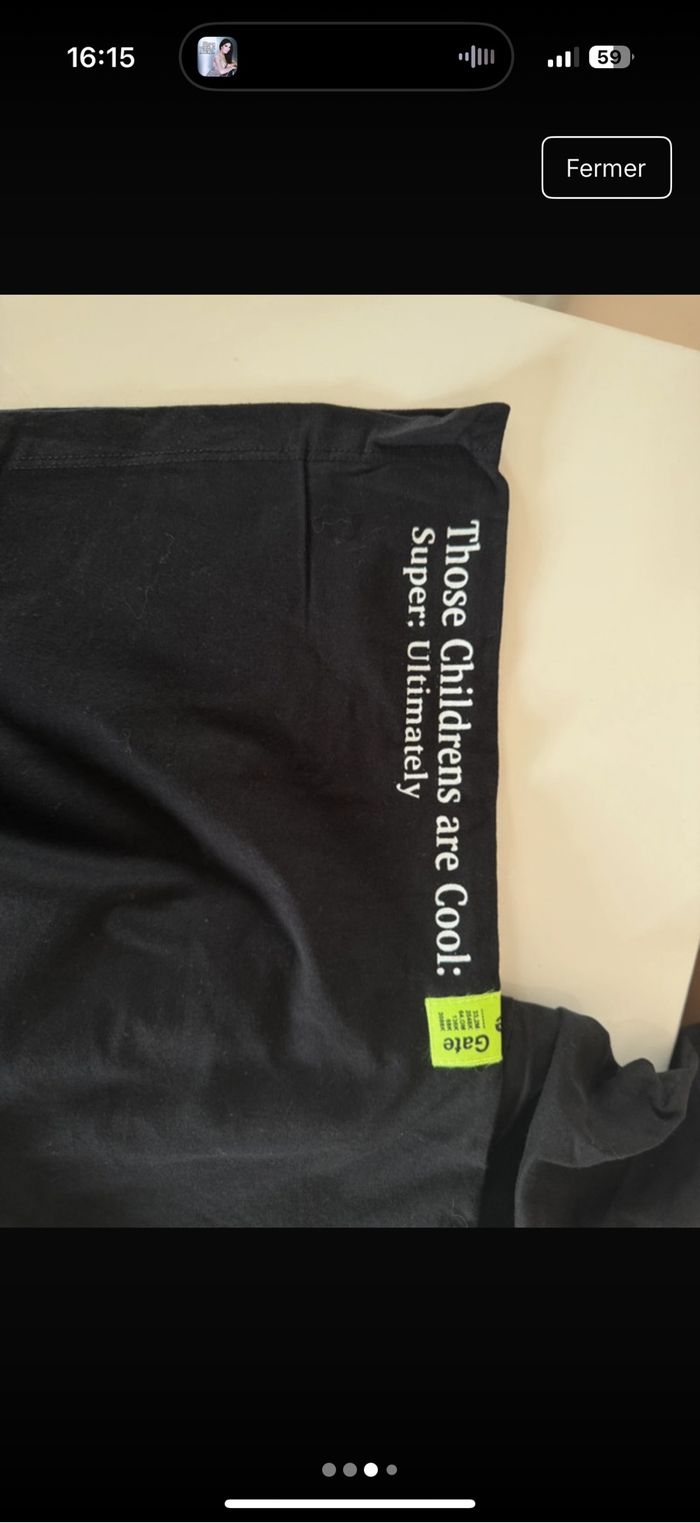 16:15
59
Fermer
Those Childrens are Cool:
Super; Ultimately
Gate